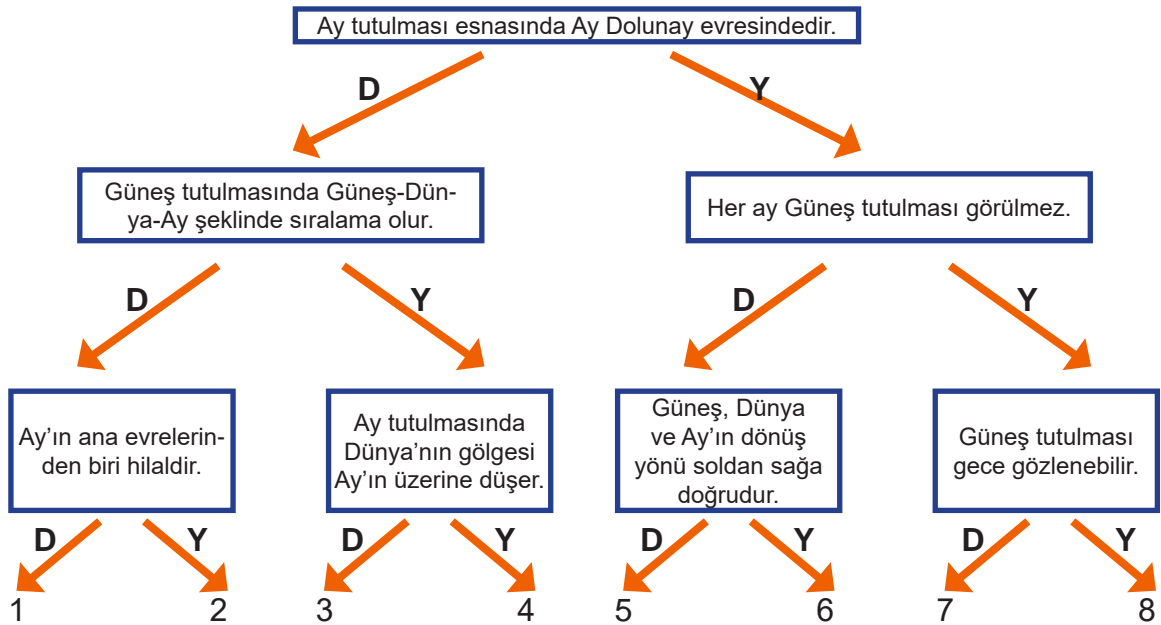 Ay tutulması esnasında Ay Dolunay evresindedir.
D
Y
Güneş tutulmasında Güneş-Dün-
ya-Ay şeklinde sıralama olur.
Her ay Güneş tutulması görülmez.
D
Y
D
Y
Ay'ın ana evrelerin-
den biri hilaldir.
Ay tutulmasında
Dünya'nın gölgesi
Ay'ın üzerine düşer.
Güneş, Dünya
ve Ay'ın dönüş
yönü soldan sağa
doğrudur.
Güneş tutulması
gece gözlenebilir.
D
Y
D
Y
D
Y
D
Y
1
2
3
4
5
6
7
8